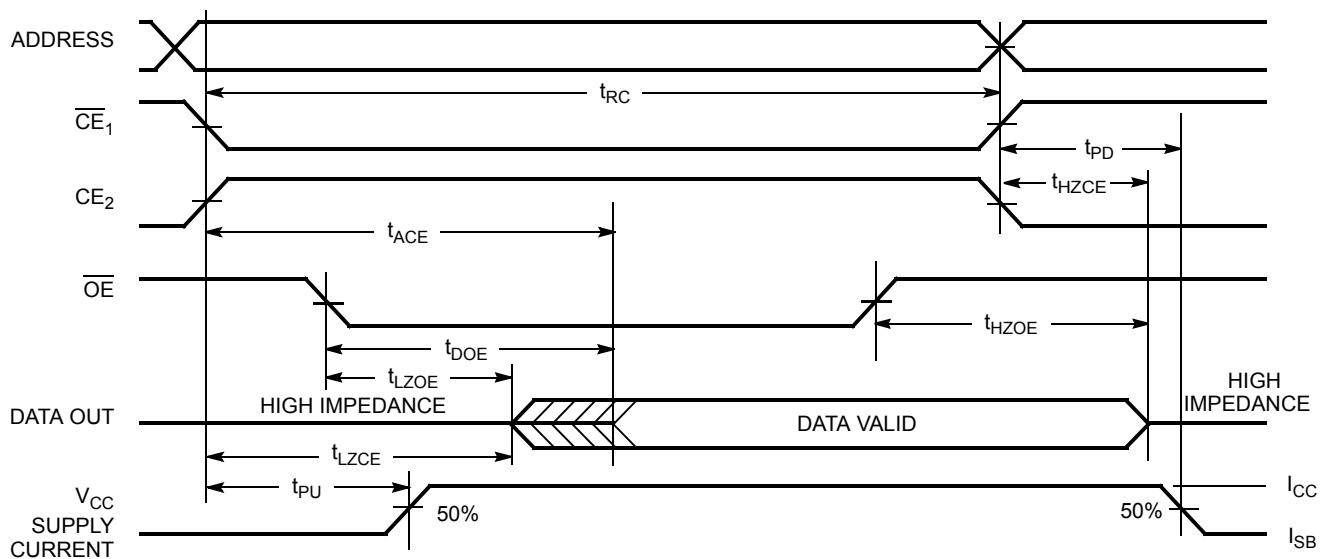 ADDRESS
tRC
CE1
tPD
tHZCE
CE2
tACE
OE
tHZOE
tDOE
tLZOE
HIGH IMPEDANCE
HIGH
IMPEDANCE
DATA OUT
DATA VALID
tLZCE
tPU
VCC
SUPPLY
CURRENT
50%
50%
ICC
ISB